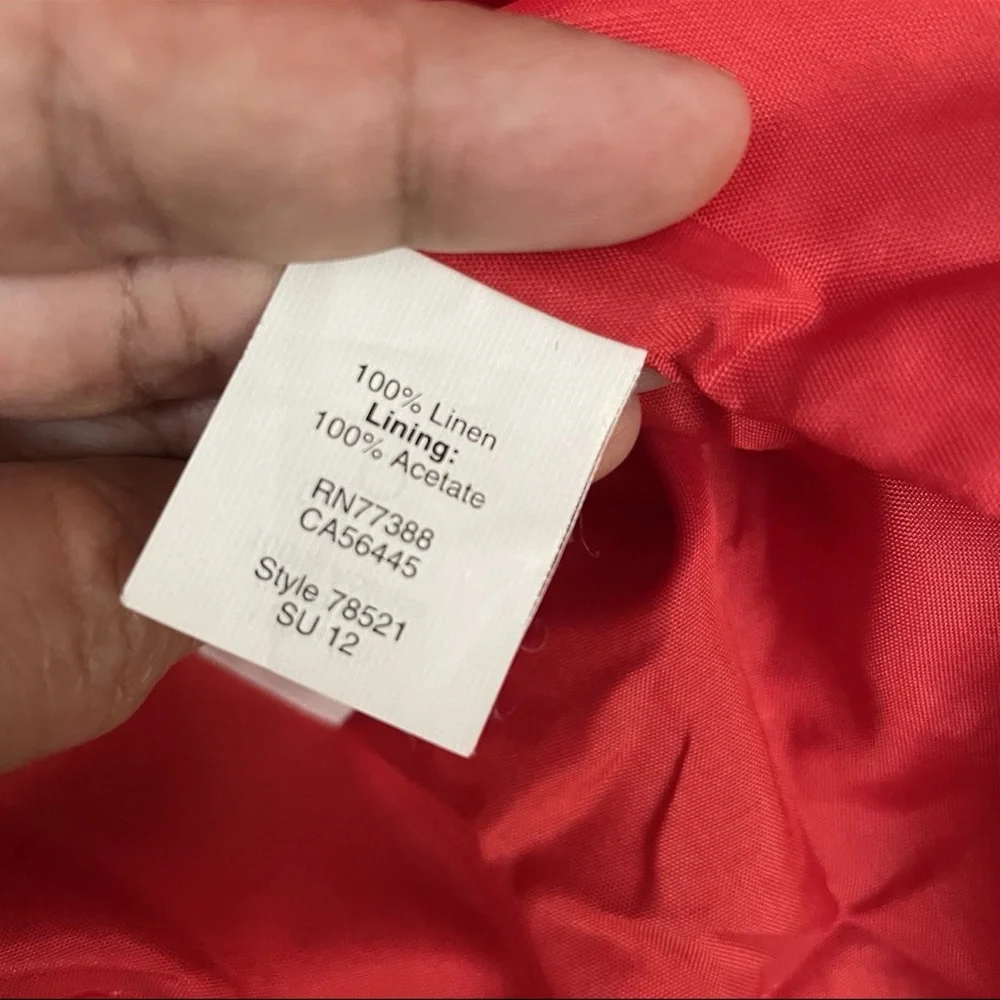 100% Linen
Lining:
100% Acetate
RN77388
CA56445
Style 78521
SU 12